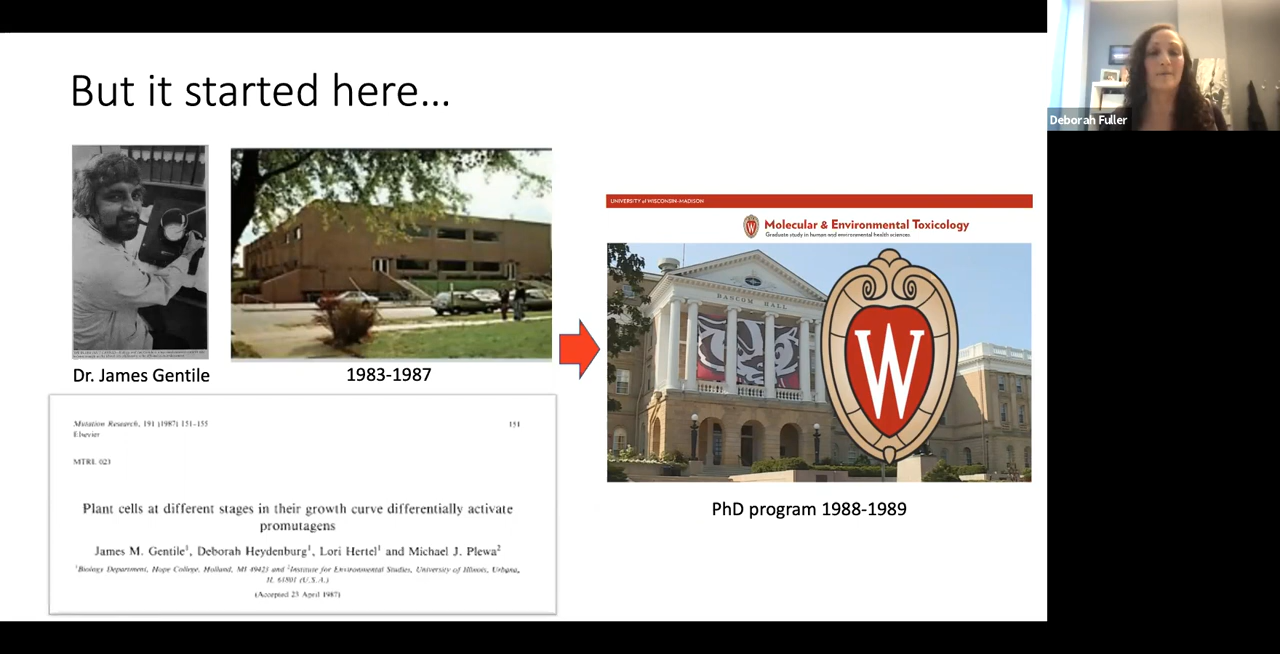 But it started here...
Deborah Fuller
Dr. James Gentile
1983-1987
Mutation Research, 191 (1987) 151-155
151
Elsevier
MTRL 023
Plant cells at different stages in their growth curve differentially activate
promutagens
James M. Gentile1, Deborah Heydenburg1, Lori Hertel1 and Michael J. Plewa2
1Biology Department, Hope College, Holland, MI 49423 and 2Institute for Environmental Studies, University of Illinois, Urbana,
IL 61801 (U.S.A.)
(Accepted 23 April 1987)
UNIVERSITY of WISCONSIN-MADISON
W
Molecular & Environmental Toxicology
Graduate study in human and environmental health sciences
BASCOM HALL
W
PhD program 1988-1989